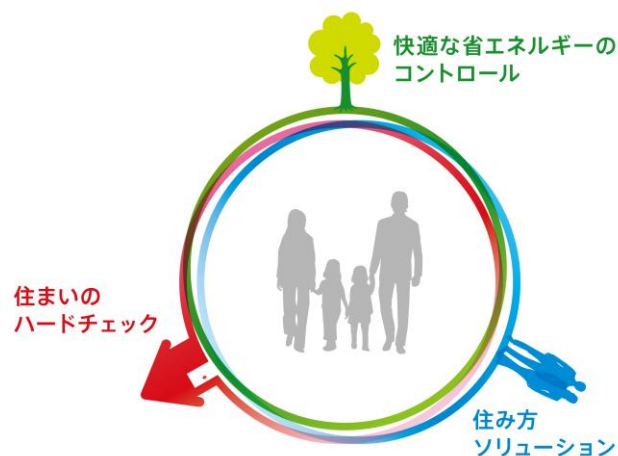 快適な省エネルギーの
コントロール
住まいの
ハードチェック
住み方
ソリューション